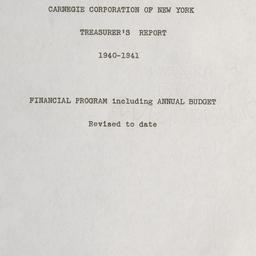 CARNEGIE CORPORATION OF NEW YORK
TREASURER'S REPORT
1940-1941
FINANCIAL PROGRAM including ANNUAL BUDGET
Revised to date